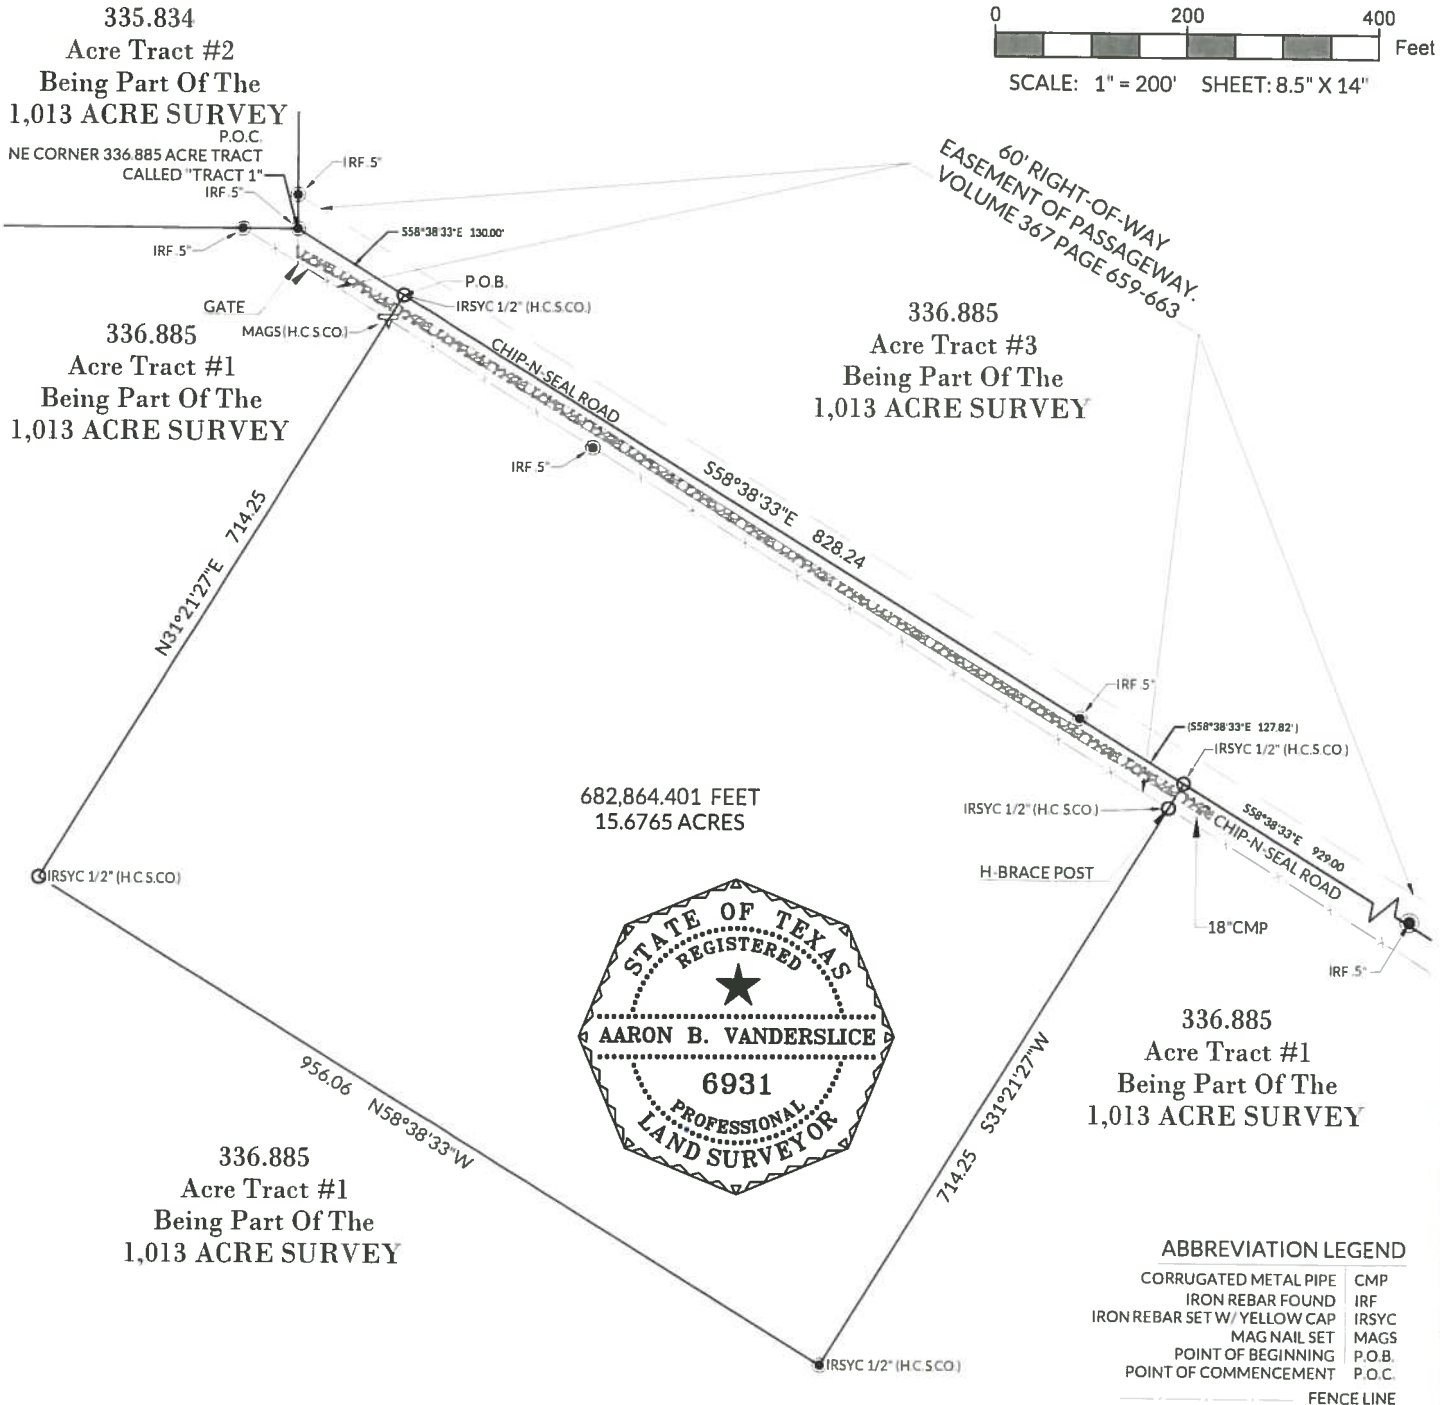 335.834
Acre Tract #2
Being Part Of The
1,013 ACRE SURVEY
0 200 400
Feet
SCALE: 1" = 200' SHEET: 8.5" X 14"
P.O.C.
NE CORNER 336.885 ACRE TRACT
CALLED "TRACT 1"
IRF .5"
IRF .5"
IRF .5"
S58°38'33"E 130.00'
P.O.B.
IRSYC 1/2" (H.C.S.CO.)
GATE
MAGS (H.C.S.CO.)
60' RIGHT-OF-WAY
EASEMENT OF PASSAGEWAY.
VOLUME 367 PAGE 659-663
336.885
Acre Tract #1
Being Part Of The
1,013 ACRE SURVEY
336.885
Acre Tract #3
Being Part Of The
1,013 ACRE SURVEY
CHIP-N-SEAL ROAD
IRF .5"
S58°38'33"E 828.24
N31°21'27"E 714.25
IRF .5"
(S58°38'33"E 127.82')
IRSYC 1/2" (H.C.S.CO.)
682,864.401 FEET
15.6765 ACRES
IRSYC 1/2" (H.C.S.CO.)
S58°38'33"E 929.00
CHIP-N-SEAL ROAD
H-BRACE POST
IRSYC 1/2" (H.C.S.CO.)
18"CMP
IRF .5"
STATE OF TEXAS
REGISTERED
AARON B. VANDERSLICE
6931
PROFESSIONAL
LAND SURVEYOR
336.885
Acre Tract #1
Being Part Of The
1,013 ACRE SURVEY
714.25 S31°21'27"W
956.06 N58°38'33"W
336.885
Acre Tract #1
Being Part Of The
1,013 ACRE SURVEY
IRSYC 1/2" (H.C.S.CO.)
ABBREVIATION LEGEND
CORRUGATED METAL PIPE CMP
IRON REBAR FOUND IRF
IRON REBAR SET W/ YELLOW CAP IRSYC
MAG NAIL SET MAGS
POINT OF BEGINNING P.O.B.
POINT OF COMMENCEMENT P.O.C.
FENCE LINE